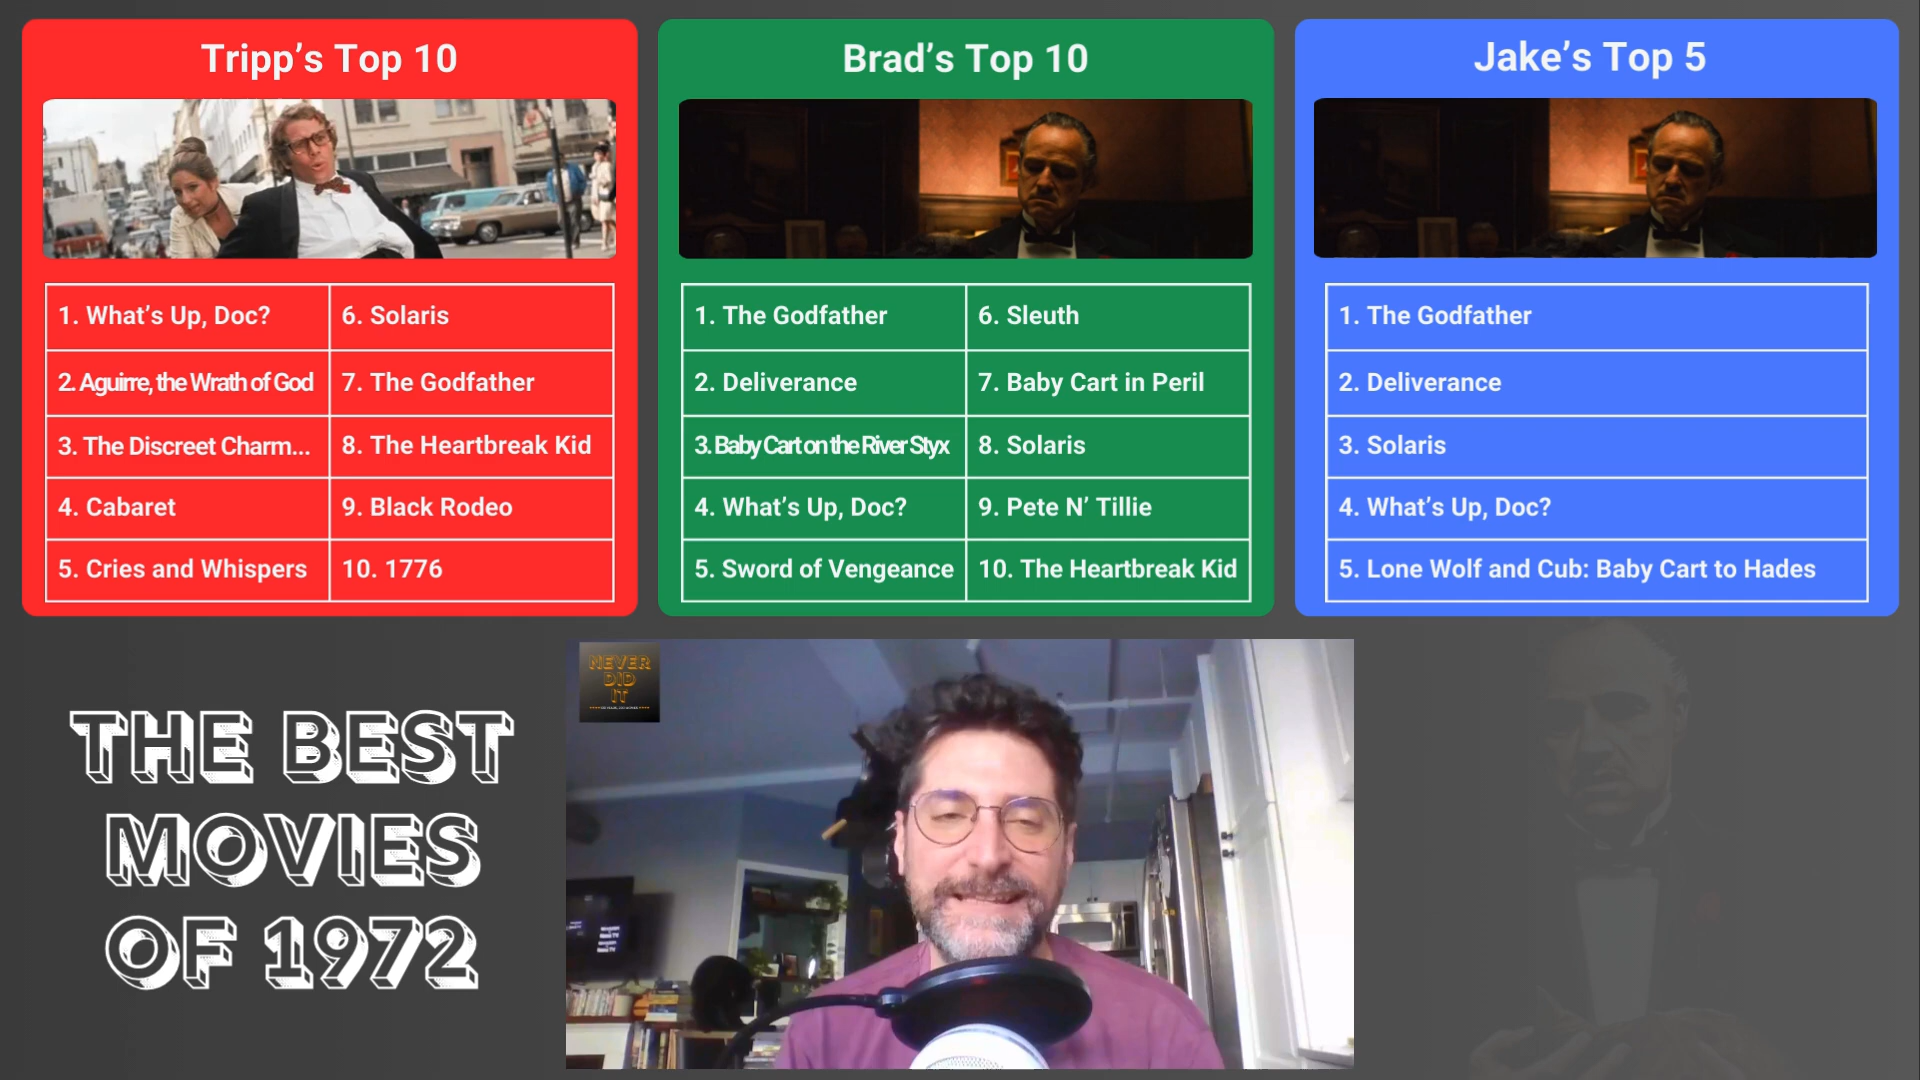 Tripp's Top 10
1. What's Up, Doc?
2. Aguirre, the Wrath of God
3. The Discreet Charm...
4. Cabaret
5. Cries and Whispers
6. Solaris
7. The Godfather
8. The Heartbreak Kid
9. Black Rodeo
10. 1776
Brad's Top 10
1. The Godfather
2. Deliverance
3. Baby Cart on the River Styx
4. What's Up, Doc?
5. Sword of Vengeance
6. Sleuth
7. Baby Cart in Peril
8. Solaris
9. Pete N' Tillie
10. The Heartbreak Kid
Jake's Top 5
1. The Godfather
2. Deliverance
3. Solaris
4. What's Up, Doc?
5. Lone Wolf and Cub: Baby Cart to Hades
THE BEST
MOVIES
OF 1972
NEVER
DID
IT